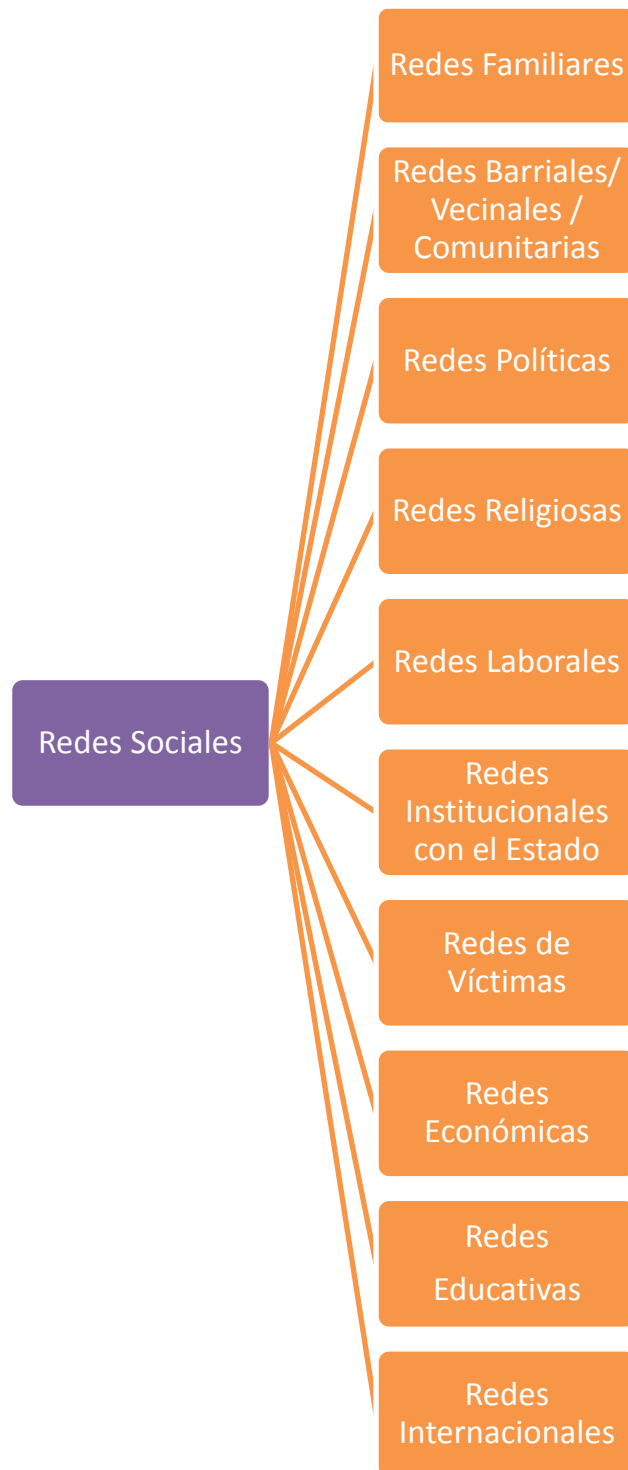 Redes Familiares
Redes Barriales/
Vecinales /
Comunitarias
Redes Políticas
Redes Religiosas
Redes Laborales
Redes Sociales
Redes
Institucionales
con el Estado
Redes de
Víctimas
Redes
Económicas
Redes
Educativas
Redes
Internacionales